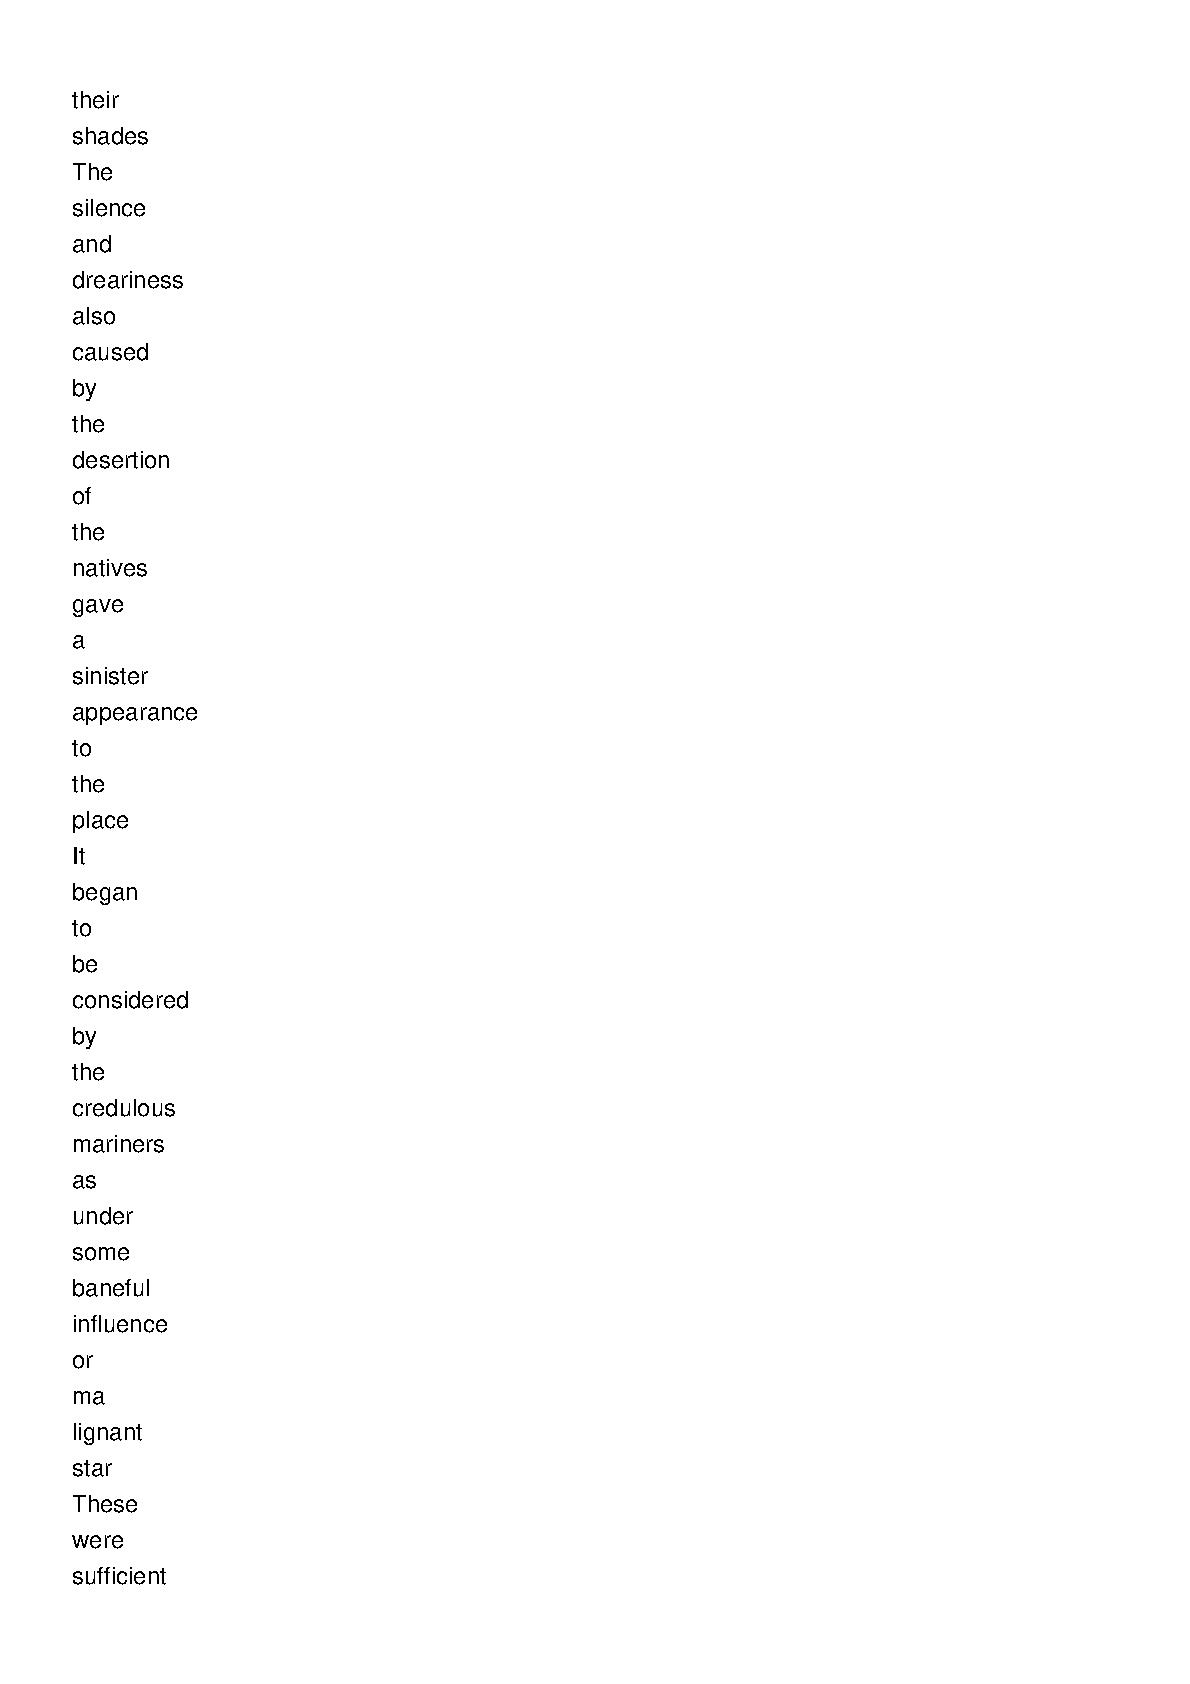 their
shades
The
silence
and
dreariness
also
caused
by
the
desertion
of
the
natives
gave
a
sinister
appearance
to
the
place
It
began
to
be
considered
by
the
credulous
mariners
as
under
some
baneful
influence
or
ma
lignant
star
These
were
sufficient